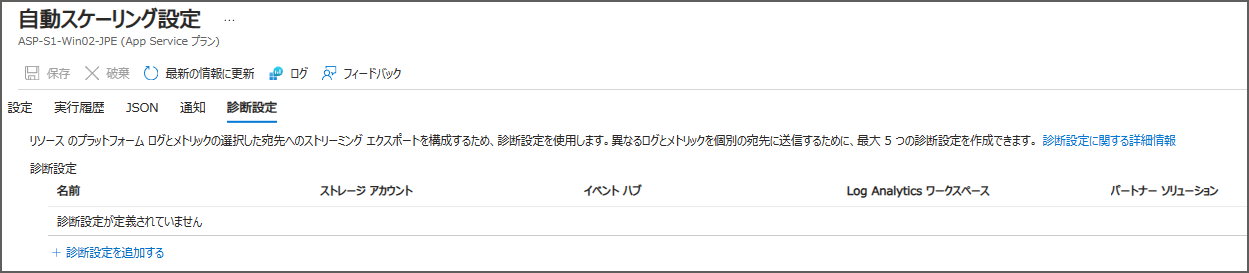 自動スケーリング設定 …
ASP-S1-Win02-JPE (App Service プラン)
保存 破棄 最新の情報に更新 ログ フィードバック
設定 実行履歴 JSON 通知 診断設定
リソース のプラットフォーム ログとメトリックの選択した宛先へのストリーミング エクスポートを構成するため、診断設定を使用します。異なるログとメトリックを個別の宛先に送信するために、最大 5 つの診断設定を作成できます。 診断設定に関する詳細情報
診断設定
名前 ストレージ アカウント イベント ハブ Log Analytics ワークスペース パートナー ソリューション
診断設定が定義されていません
+ 診断設定を追加する